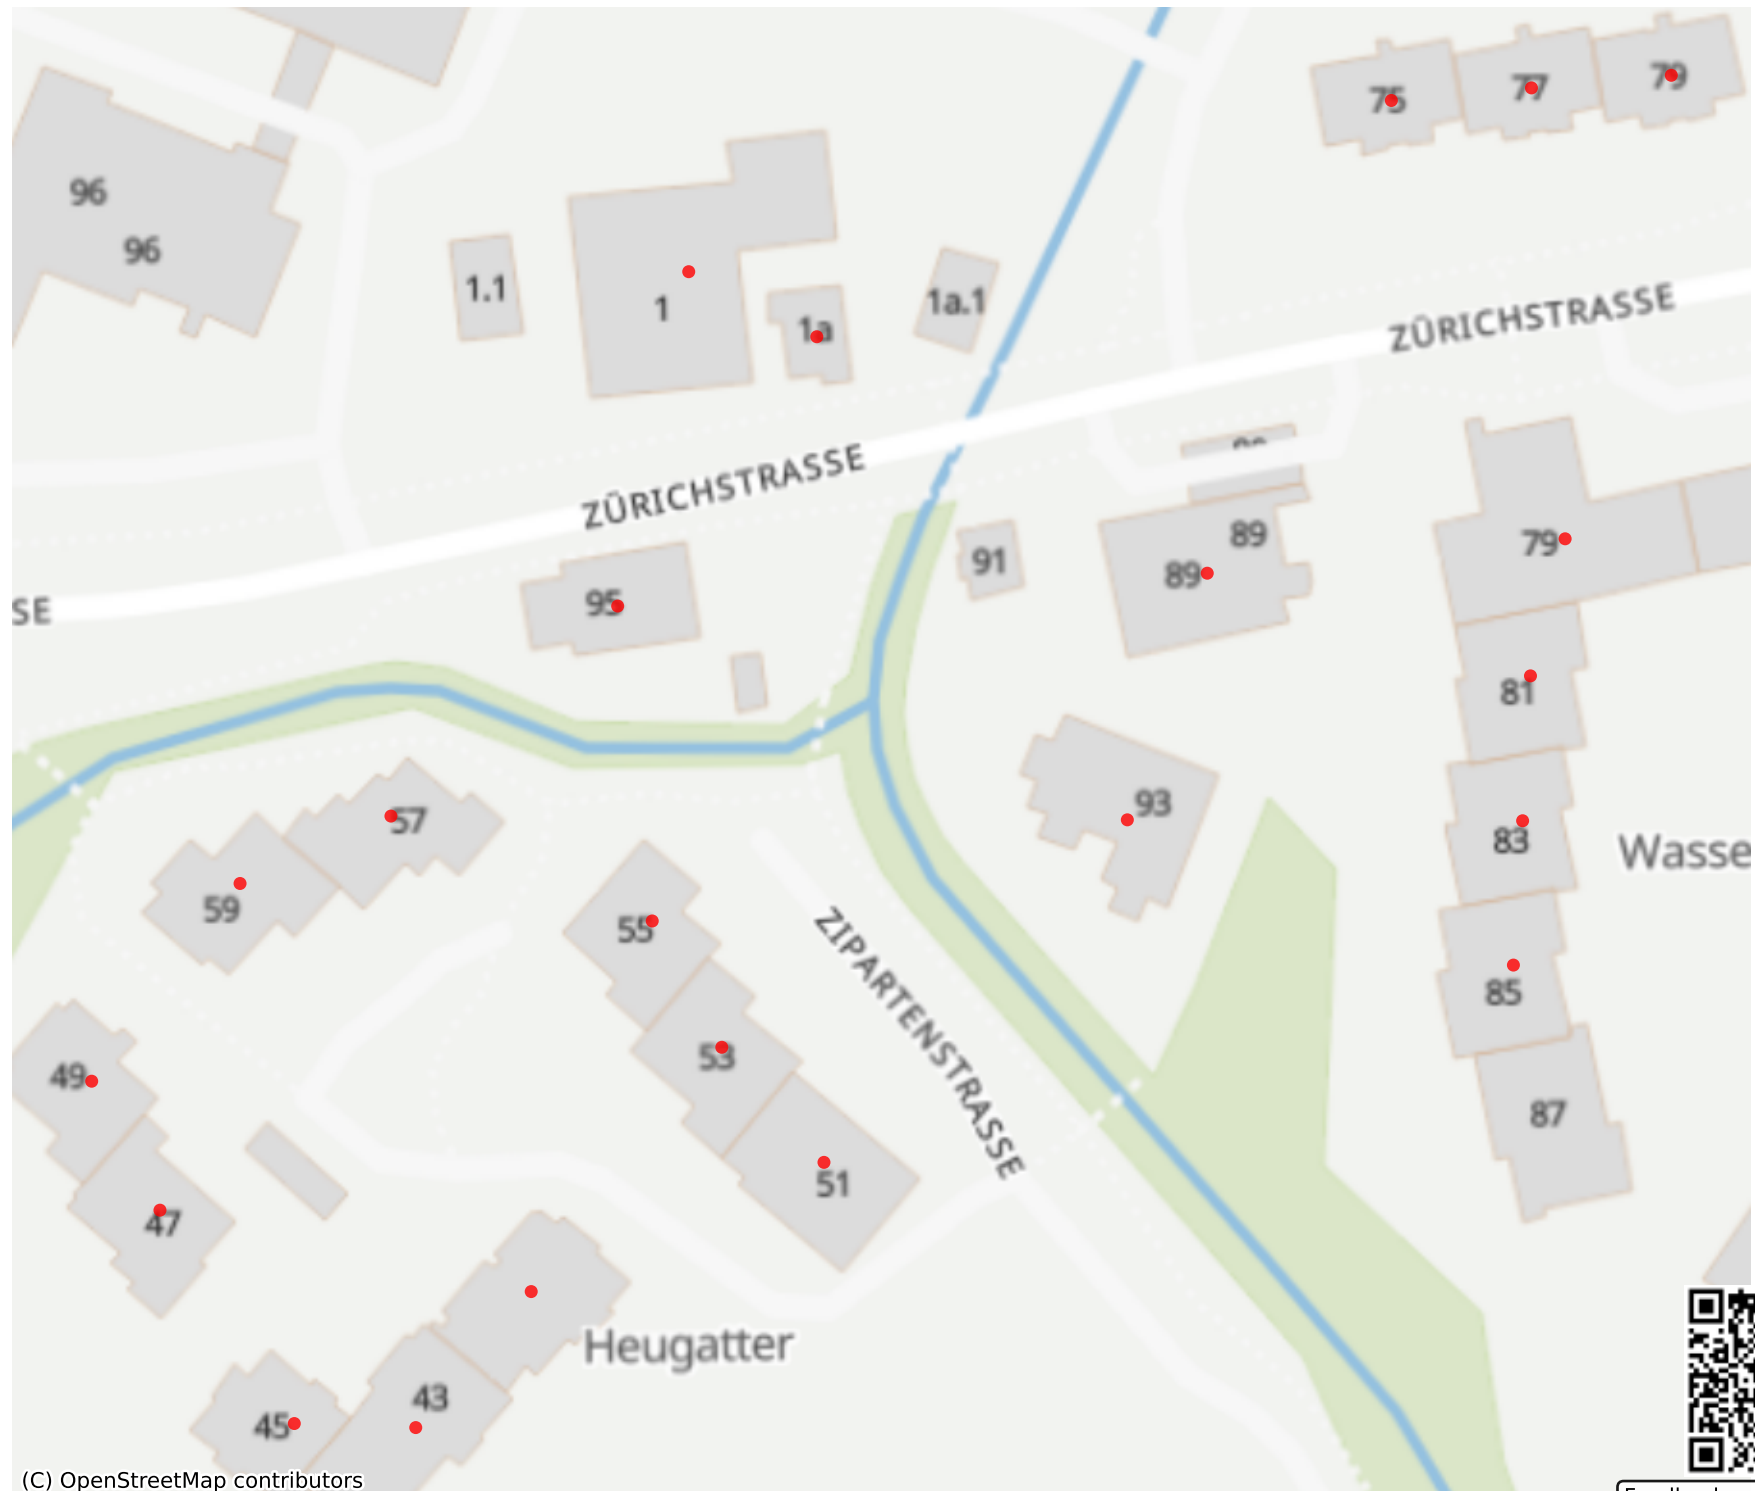 75
77
79
96
96
1.1
1
1a
1a.1
ZÜRICHSTRASSE
ZÜRICHSTRASSE
SE
95
91
89
89
79
81
93
83
Wasse
57
59
55
85
53
49
ZIPARTENSTRASSE
87
51
47
Heugatter
43
45
(C) OpenStreetMap contributors